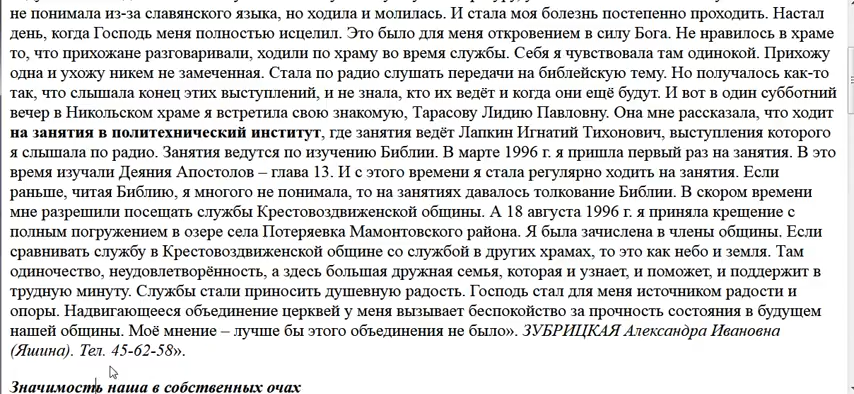 не понимала из-за славянского языка, но ходила и молилась. И стала моя болезнь постепенно проходить. Настал
день, когда Господь меня полностью исцелил. Это было для меня откровением в силу Бога. Не нравилось в храме
то, что прихожане разговаривали, ходили по храму во время службы. Себя я чувствовала там одинокой. Прихожу
одна и ухожу никем не замеченная. Стала по радио слушать передачи на библейскую тему. Но получалось как-то
так, что слышала конец этих выступлений, и не знала, кто их ведёт и когда они ещё будут. И вот в один субботний
вечер в Никольском храме я встретила свою знакомую, Тарасову Лидию Павловну. Она мне рассказала, что ходит
на занятия в политехнический институт, где занятия ведёт Лапкин Игнатий Тихонович, выступления которого
я слышала по радио. Занятия ведутся по изучению Библии. В марте 1996 г. я пришла первый раз на занятия. В это
время изучали Деяния Апостолов – глава 13. И с этого времени я стала регулярно ходить на занятия. Если
раньше, читая Библию, я многого не понимала, то на занятиях давалось толкование Библии. В скором времени
мне разрешили посещать службы Крестовоздвиженской общины. А 18 августа 1996 г. я приняла крещение с
полным погружением в озере села Потеряевка Мамонтовского района. Я была зачислена в члены общины. Если
сравнивать службу в Крестовоздвиженской общине со службой в других храмах, то это как небо и земля. Там
одиночество, неудовлетворённость, а здесь большая дружная семья, которая и узнает, и поможет, и поддержит в
трудную минуту. Службы стали приносить душевную радость. Господь стал для меня источником радости и
опоры. Надвигающееся объединение церквей у меня вызывает беспокойство за прочность состояния в будущем
нашей общины. Моё мнение – лучше бы этого объединения не было». ЗУБРИЦКАЯ Александра Ивановна
(Яшина). Тел. 45-62-58».
Значимость наша в собственных очах